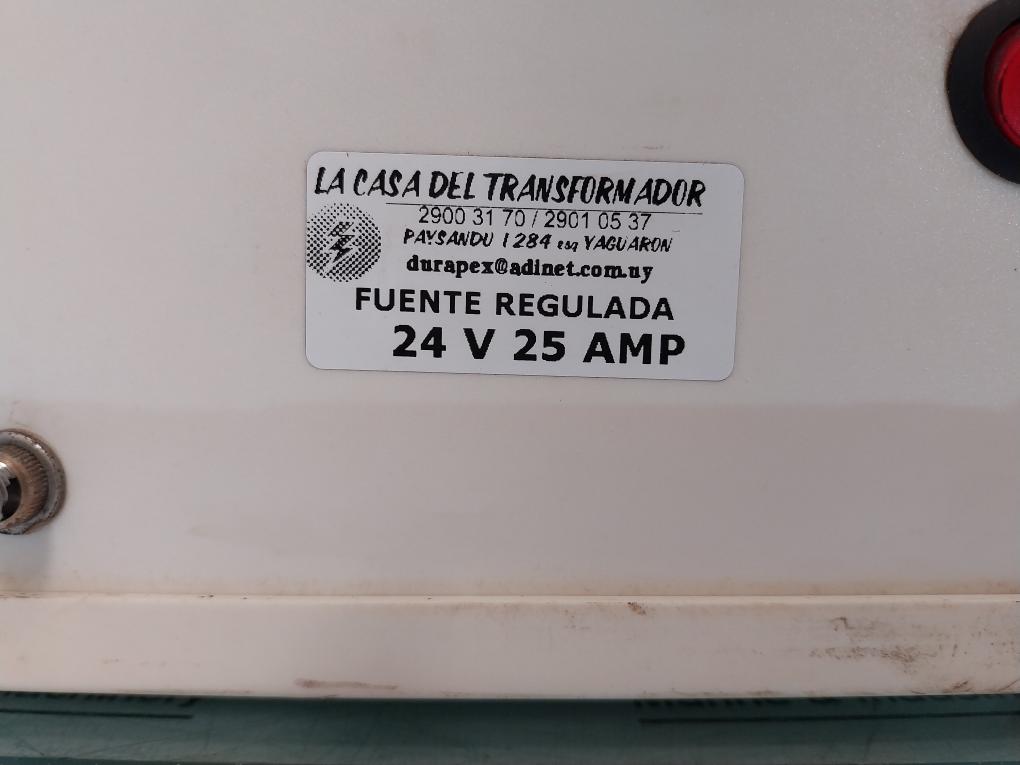 LA CASA DEL TRANSFORMADOR
2900 31 70 / 2901 05 37
PAYSANDU 1284 esq YAGUARON
durapex@adinet.com.uy
FUENTE REGULADA
24 V 25 AMP